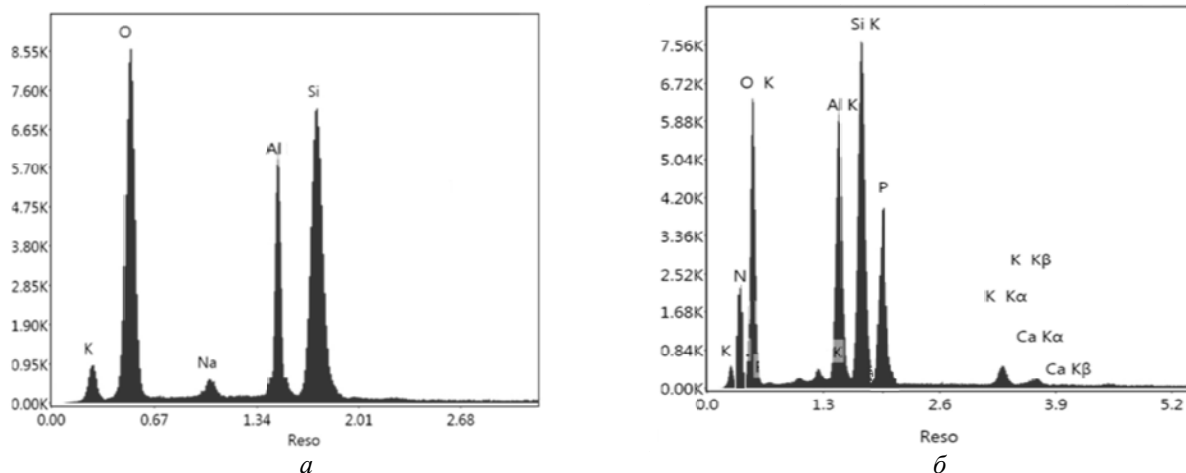 O
8.55K
7.60K
6.65K
5.70K
4.75K
3.80K
2.85K
1.90K
0.95K
0.00K
Si
Al
K
Na
0.00 0.67 1.34 2.01 2.68
Reso
а
Si K
7.56K
6.72K
5.88K
5.04K
4.20K
3.36K
2.52K
1.68K
0.84K
0.00K
O K
Al K
P
N
K
K
K Kβ
K Kα
Ca Kα
Ca Kβ
0.0 1.3 2.6 3.9 5.2
Reso
б